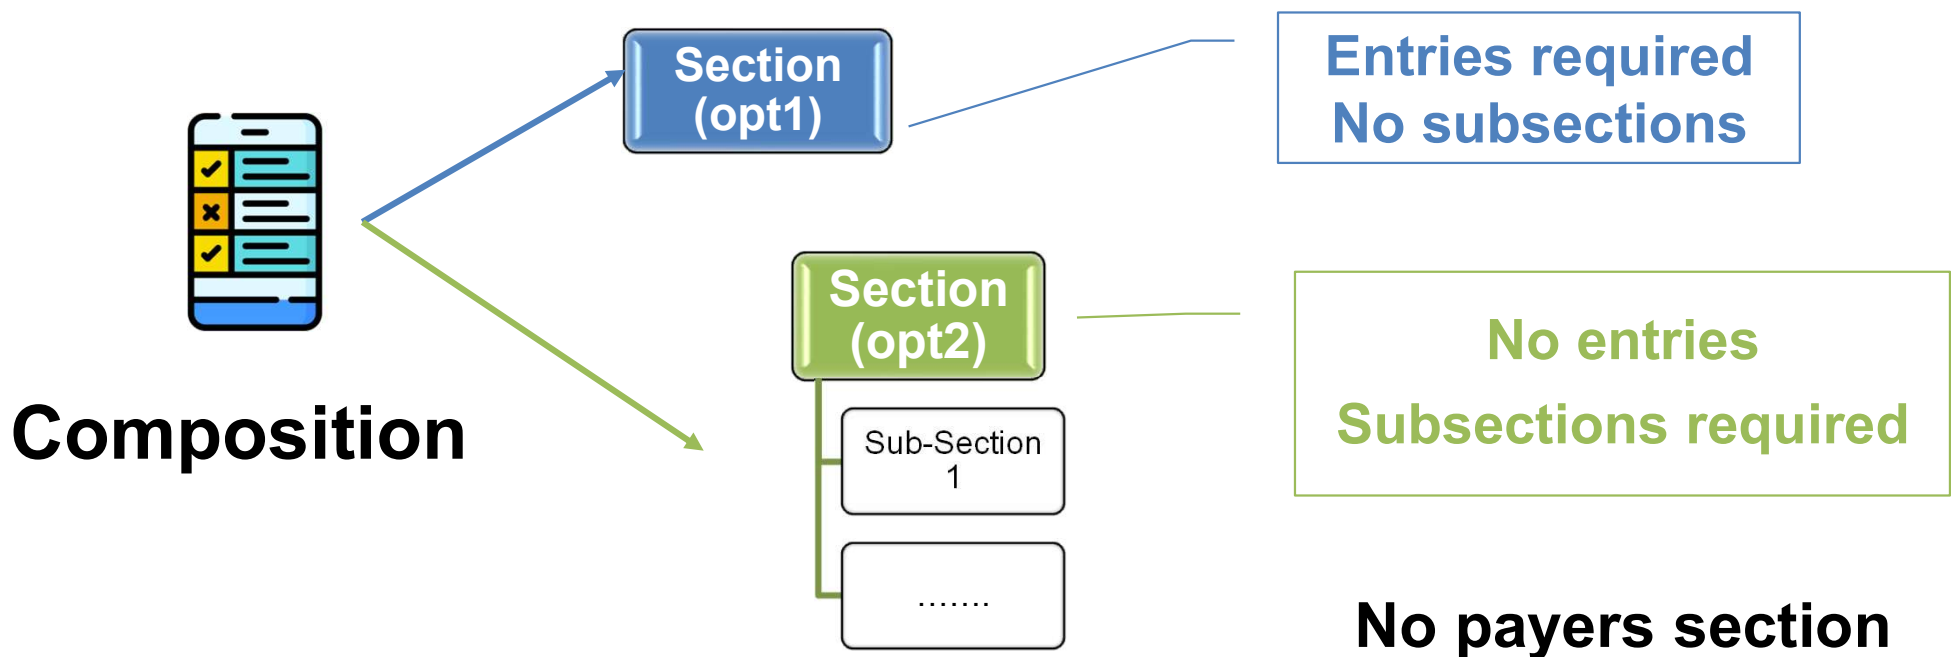 Section
(opt1)
Entries required
No subsections
Composition
Section
(opt2)
No entries
Subsections required
Sub-Section
1
.......
No payers section